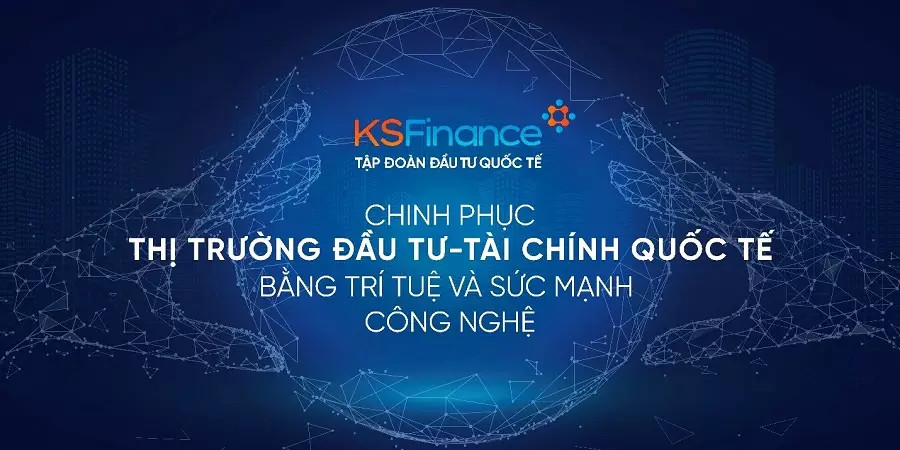 KSFinance
TẬP ĐOÀN ĐẦU TƯ QUỐC TẾ
CHINH PHỤC
THỊ TRƯỜNG ĐẦU TƯ-TÀI CHÍNH QUỐC TẾ
BẰNG TRÍ TUỆ VÀ SỨC MẠNH
CÔNG NGHỆ